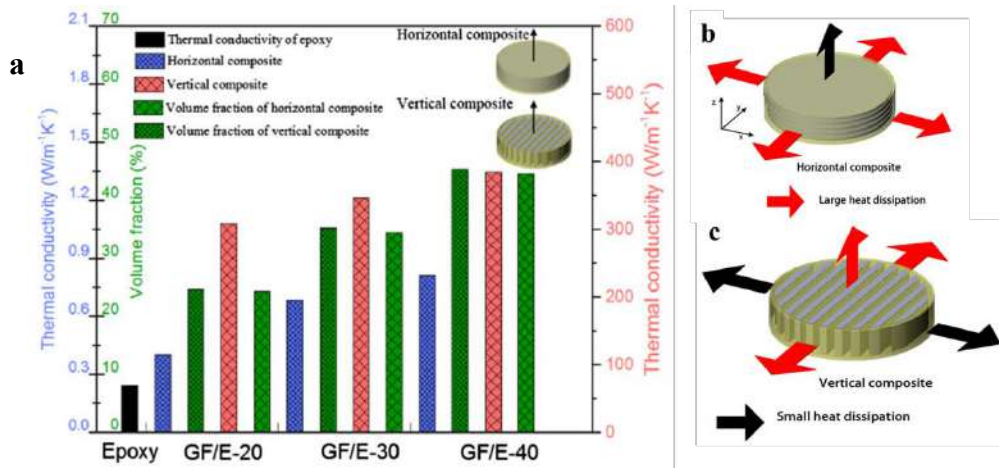 a
2.1
1.8
1.5
1.2
0.9
0.6
0.3
0.0
Thermal conductivity (W/m⁻¹K⁻¹)
70
60
50
40
30
20
10
0
Volume fraction (%)
Thermal conductivity of epoxy
Horizontal composite
Vertical composite
Volume fraction of horizontal composite
Volume fraction of vertical composite
Horizontal composite
Vertical composite
600
500
400
300
200
100
0
Thermal conductivity (W/m⁻¹K⁻¹)
Epoxy GF/E-20 GF/E-30 GF/E-40
b
z
y
x
Horizontal composite
Large heat dissipation
c
Vertical composite
Small heat dissipation